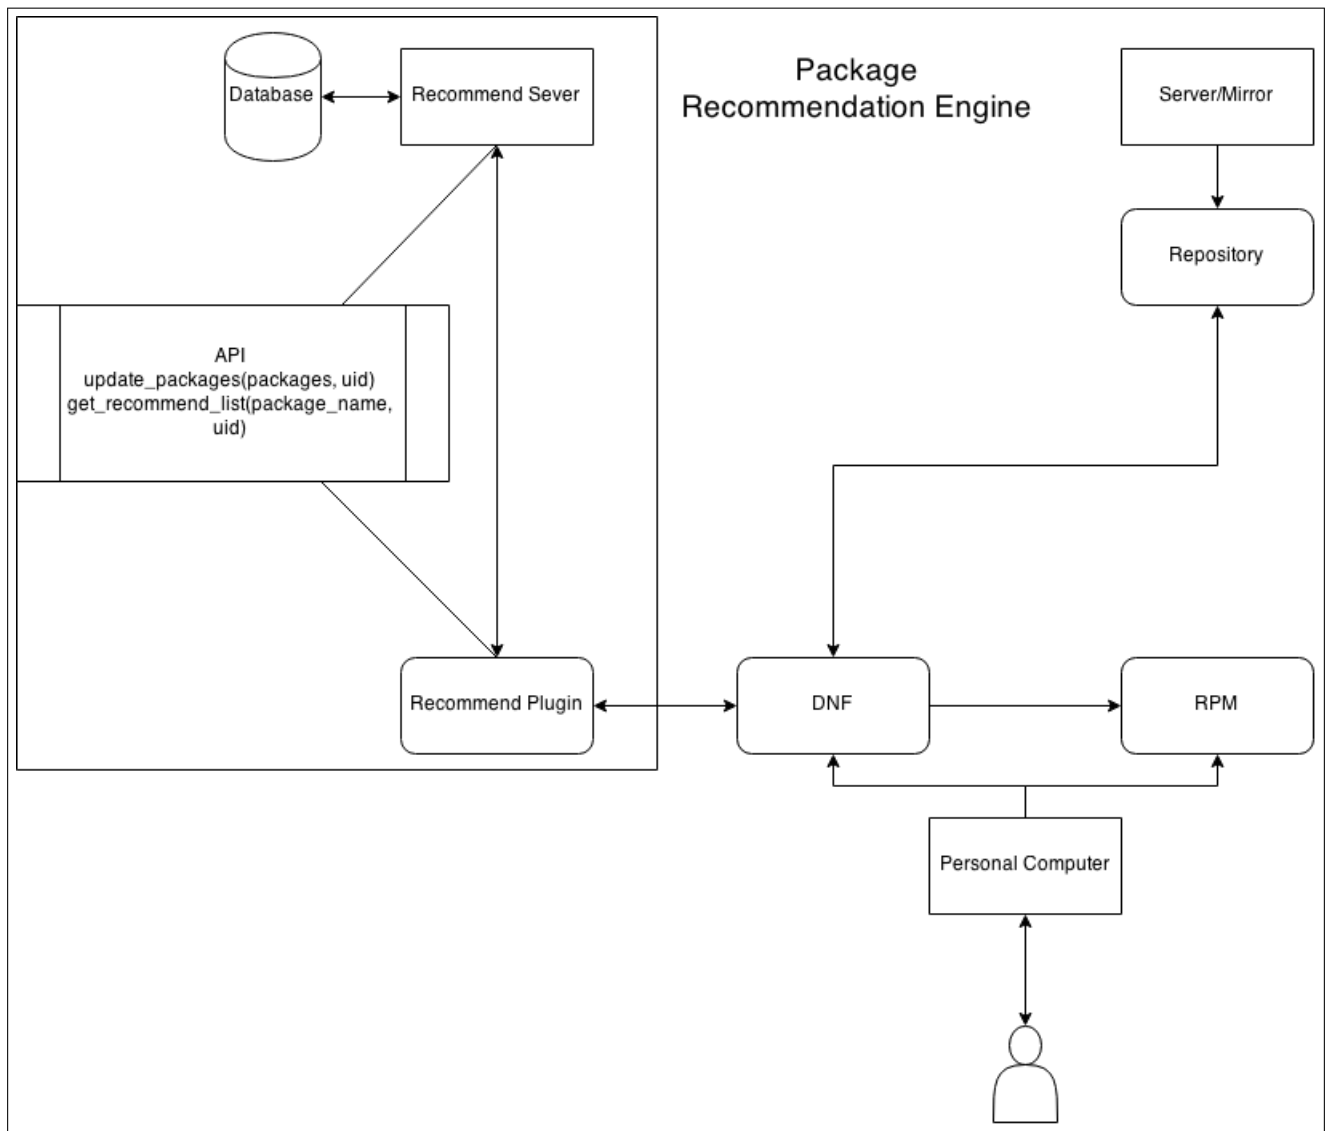 Package
Recommendation Engine
Database
Recommend Sever
Server/Mirror
Repository
API
update_packages(packages, uid)
get_recommend_list(package_name,
uid)
Recommend Plugin
DNF
RPM
Personal Computer